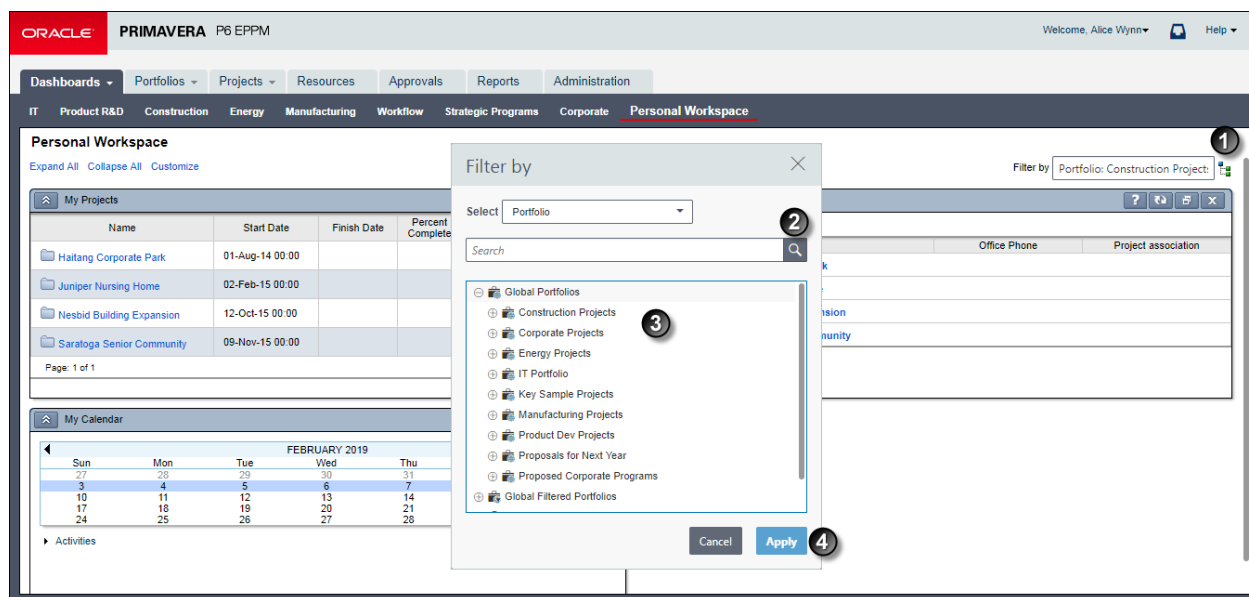 ORACLE PRIMAVERA P6 EPPM Welcome, Alice Wynn Help
Dashboards Portfolios Projects Resources Approvals Reports Administration
IT Product R&D Construction Energy Manufacturing Workflow Strategic Programs Corporate Personal Workspace
Personal Workspace
1
Expand All Collapse All Customize
Filter by Portfolio: Construction Project
My Projects
?
Name Start Date Finish Date Percent Complete
Haitang Corporate Park 01-Aug-14 00:00
Juniper Nursing Home 02-Feb-15 00:00
Nesbid Building Expansion 12-Oct-15 00:00
Saratoga Senior Community 09-Nov-15 00:00
Page: 1 of 1
My Calendar
FEBRUARY 2019
Sun Mon Tue Wed Thu
27 28 29 30 31
3 4 5 6 7
10 11 12 13 14
17 18 19 20 21
24 25 26 27 28
Activities
Filter by
Select Portfolio
2
Search
Global Portfolios
Construction Projects
3
Corporate Projects
Energy Projects
IT Portfolio
Key Sample Projects
Manufacturing Projects
Product Dev Projects
Proposals for Next Year
Proposed Corporate Programs
Global Filtered Portfolios
Cancel Apply
4
Office Phone Project association
k
nsion
munity